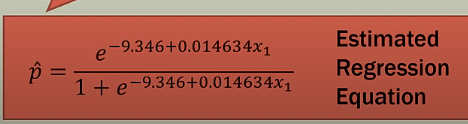 p̂ = e^{-9.346+0.014634x₁} / (1 + e^{-9.346+0.014634x₁})
Estimated
Regression
Equation